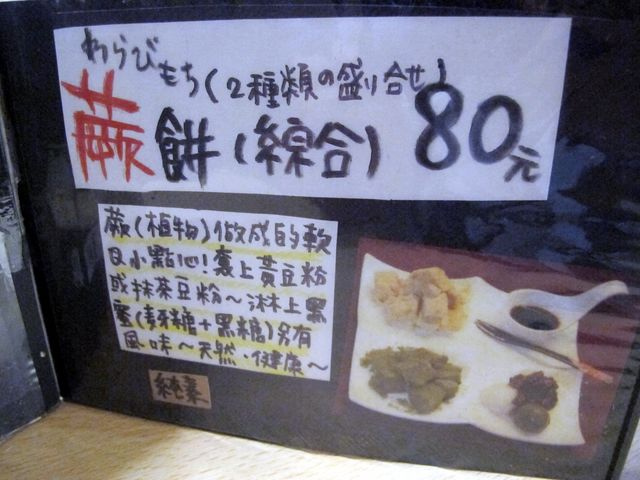 わらびもち(2種類の盛り合せ)
蕨餅(綜合)80元
蕨(植物)做成的軟
Q小點心!裹上黃豆粉
或抹茶豆粉~淋上黑
蜜(麥芽糖+黑糖)另有
風味~天然·健康~
純素